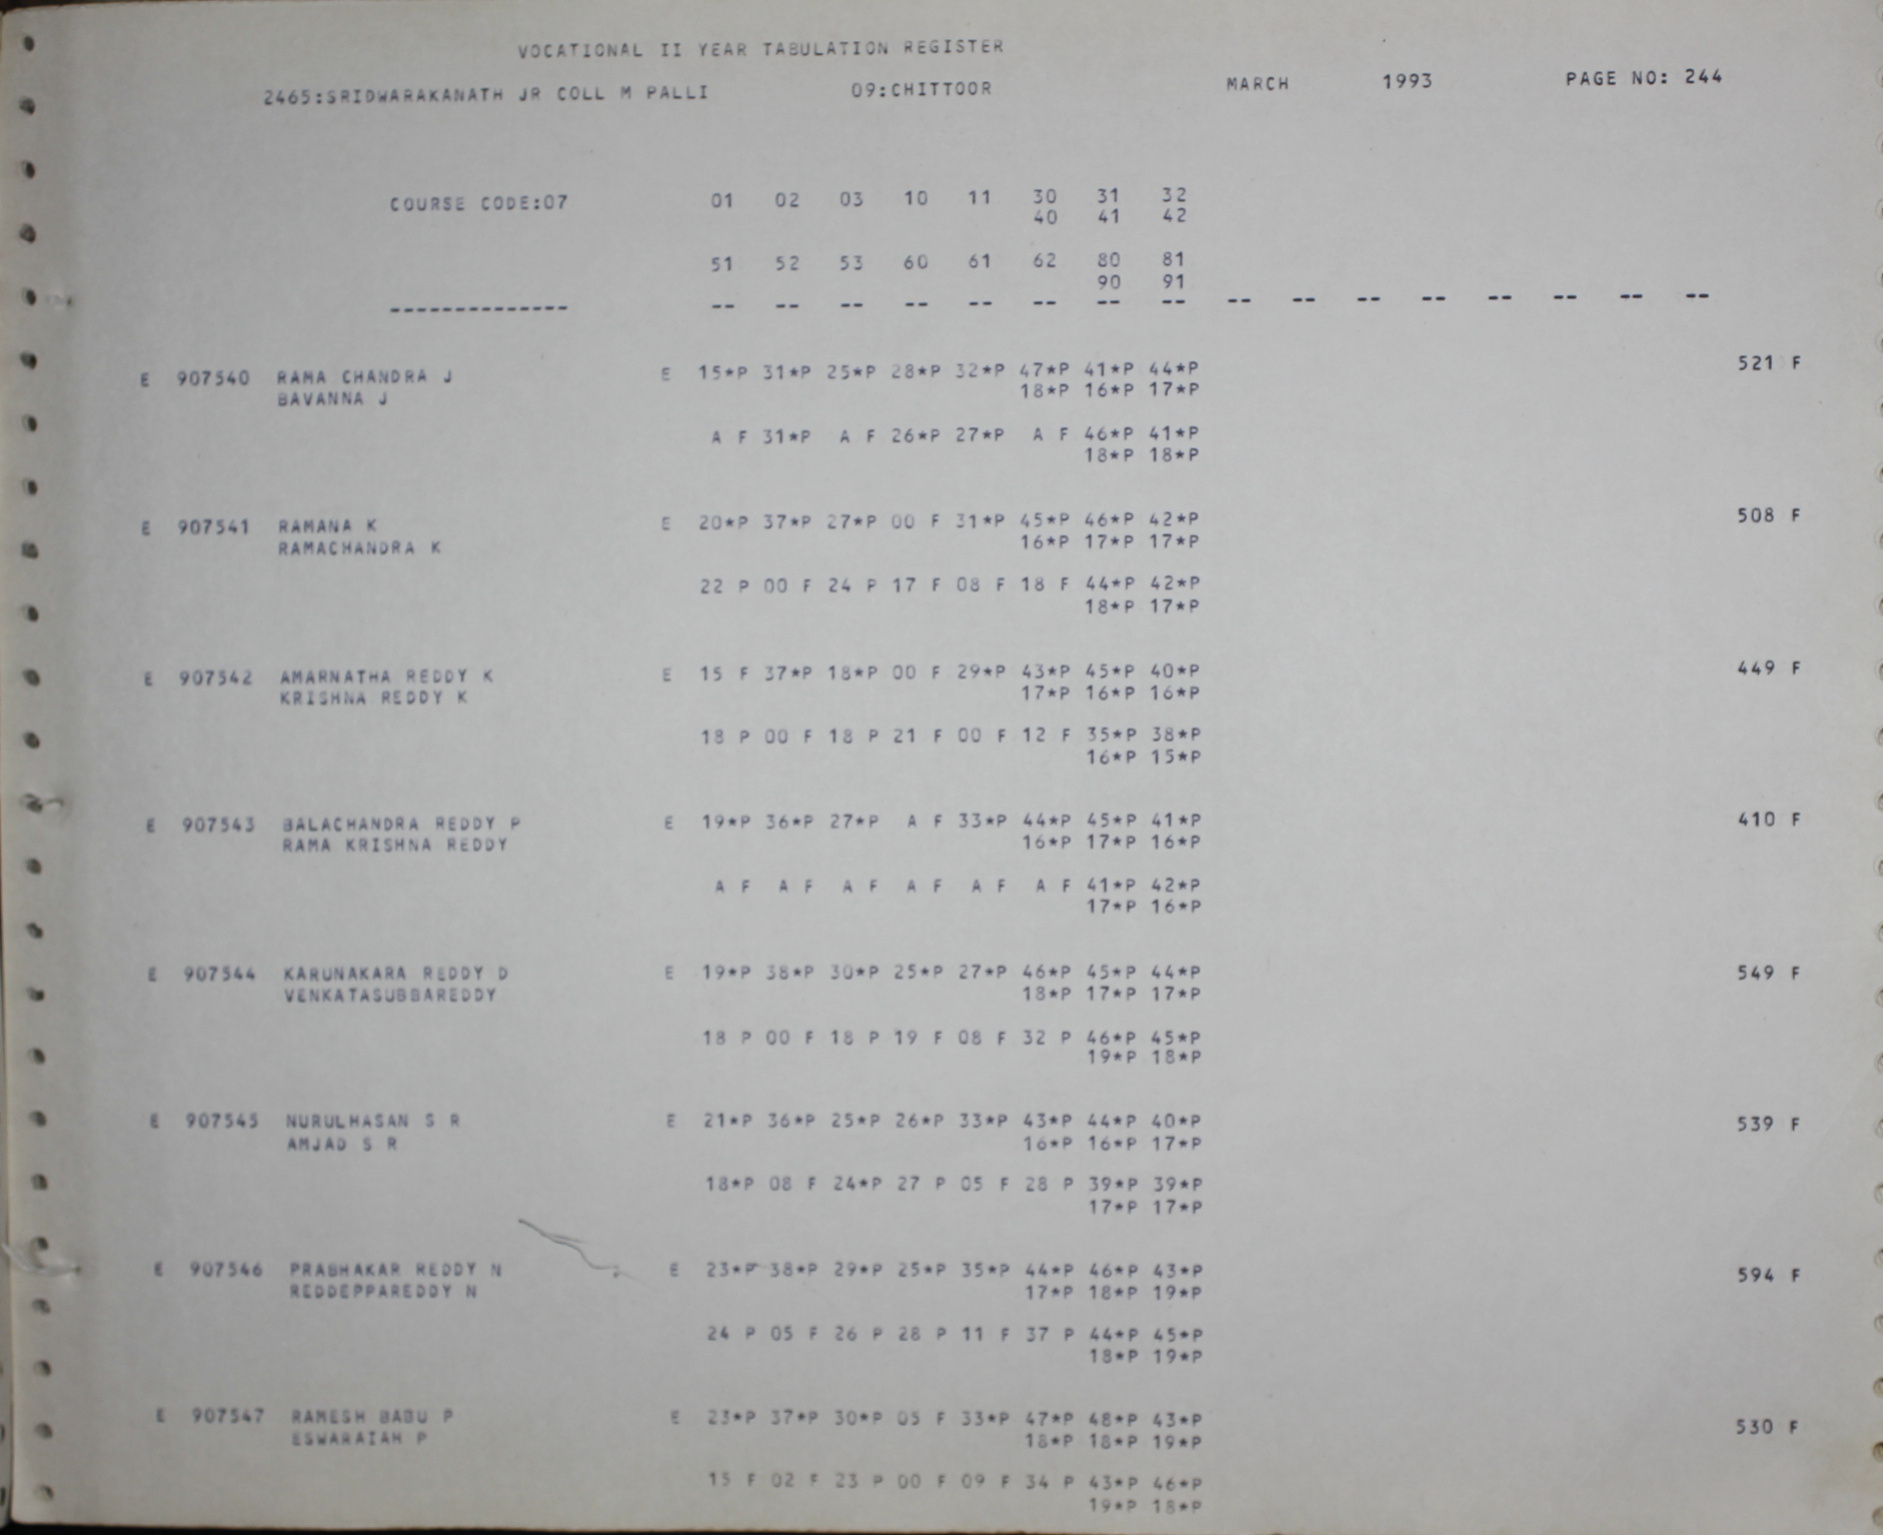 VOCATIONAL II YEAR TABULATION REGISTER
2465:SRIDWARAKANATH JR COLL M PALLI 09:CHITTOOR MARCH 1993 PAGE NO: 244
COURSE CODE:07 01 02 03 10 11 30 31 32
40 41 42
51 52 53 60 61 62 80 81
90 91
-------------- -- -- -- -- -- -- -- -- -- -- -- -- -- -- -- --
E 907540 RAMA CHANDRA J E 15*P 31*P 25*P 28*P 32*P 47*P 41*P 44*P 521 F
BAVANNA J 18*P 16*P 17*P
A F 31*P A F 26*P 27*P A F 46*P 41*P
18*P 18*P
E 907541 RAMANA K E 20*P 37*P 27*P 00 F 31*P 45*P 46*P 42*P 508 F
RAMACHANDRA K 16*P 17*P 17*P
22 P 00 F 24 P 17 F 08 F 18 F 44*P 42*P
18*P 17*P
E 907542 AMARNATHA REDDY K E 15 F 37*P 18*P 00 F 29*P 43*P 45*P 40*P 449 F
KRISHNA REDDY K 17*P 16*P 16*P
18 P 00 F 18 P 21 F 00 F 12 F 35*P 38*P
16*P 15*P
E 907543 BALACHANDRA REDDY P E 19*P 36*P 27*P A F 33*P 44*P 45*P 41*P 410 F
RAMA KRISHNA REDDY 16*P 17*P 16*P
A F A F A F A F A F A F 41*P 42*P
17*P 16*P
E 907544 KARUNAKARA REDDY D E 19*P 38*P 30*P 25*P 27*P 46*P 45*P 44*P 549 F
VENKATASUBBAREDDY 18*P 17*P 17*P
18 P 00 F 18 P 19 F 08 F 32 P 46*P 45*P
19*P 18*P
E 907545 NURULHASAN S R E 21*P 36*P 25*P 26*P 33*P 43*P 44*P 40*P 539 F
AMJAD S R 16*P 16*P 17*P
18*P 08 F 24*P 27 P 05 F 28 P 39*P 39*P
17*P 17*P
E 907546 PRABHAKAR REDDY N E 23*P 38*P 29*P 25*P 35*P 44*P 46*P 43*P 594 F
REDDEPPAREDDY N 17*P 18*P 19*P
24 P 05 F 26 P 28 P 11 F 37 P 44*P 45*P
18*P 19*P
E 907547 RAMESH BABU P E 23*P 37*P 30*P 05 F 33*P 47*P 48*P 43*P 530 F
ESWARAIAH P 18*P 18*P 19*P
15 F 02 F 23 P 00 F 09 F 34 P 43*P 46*P
19*P 18*P